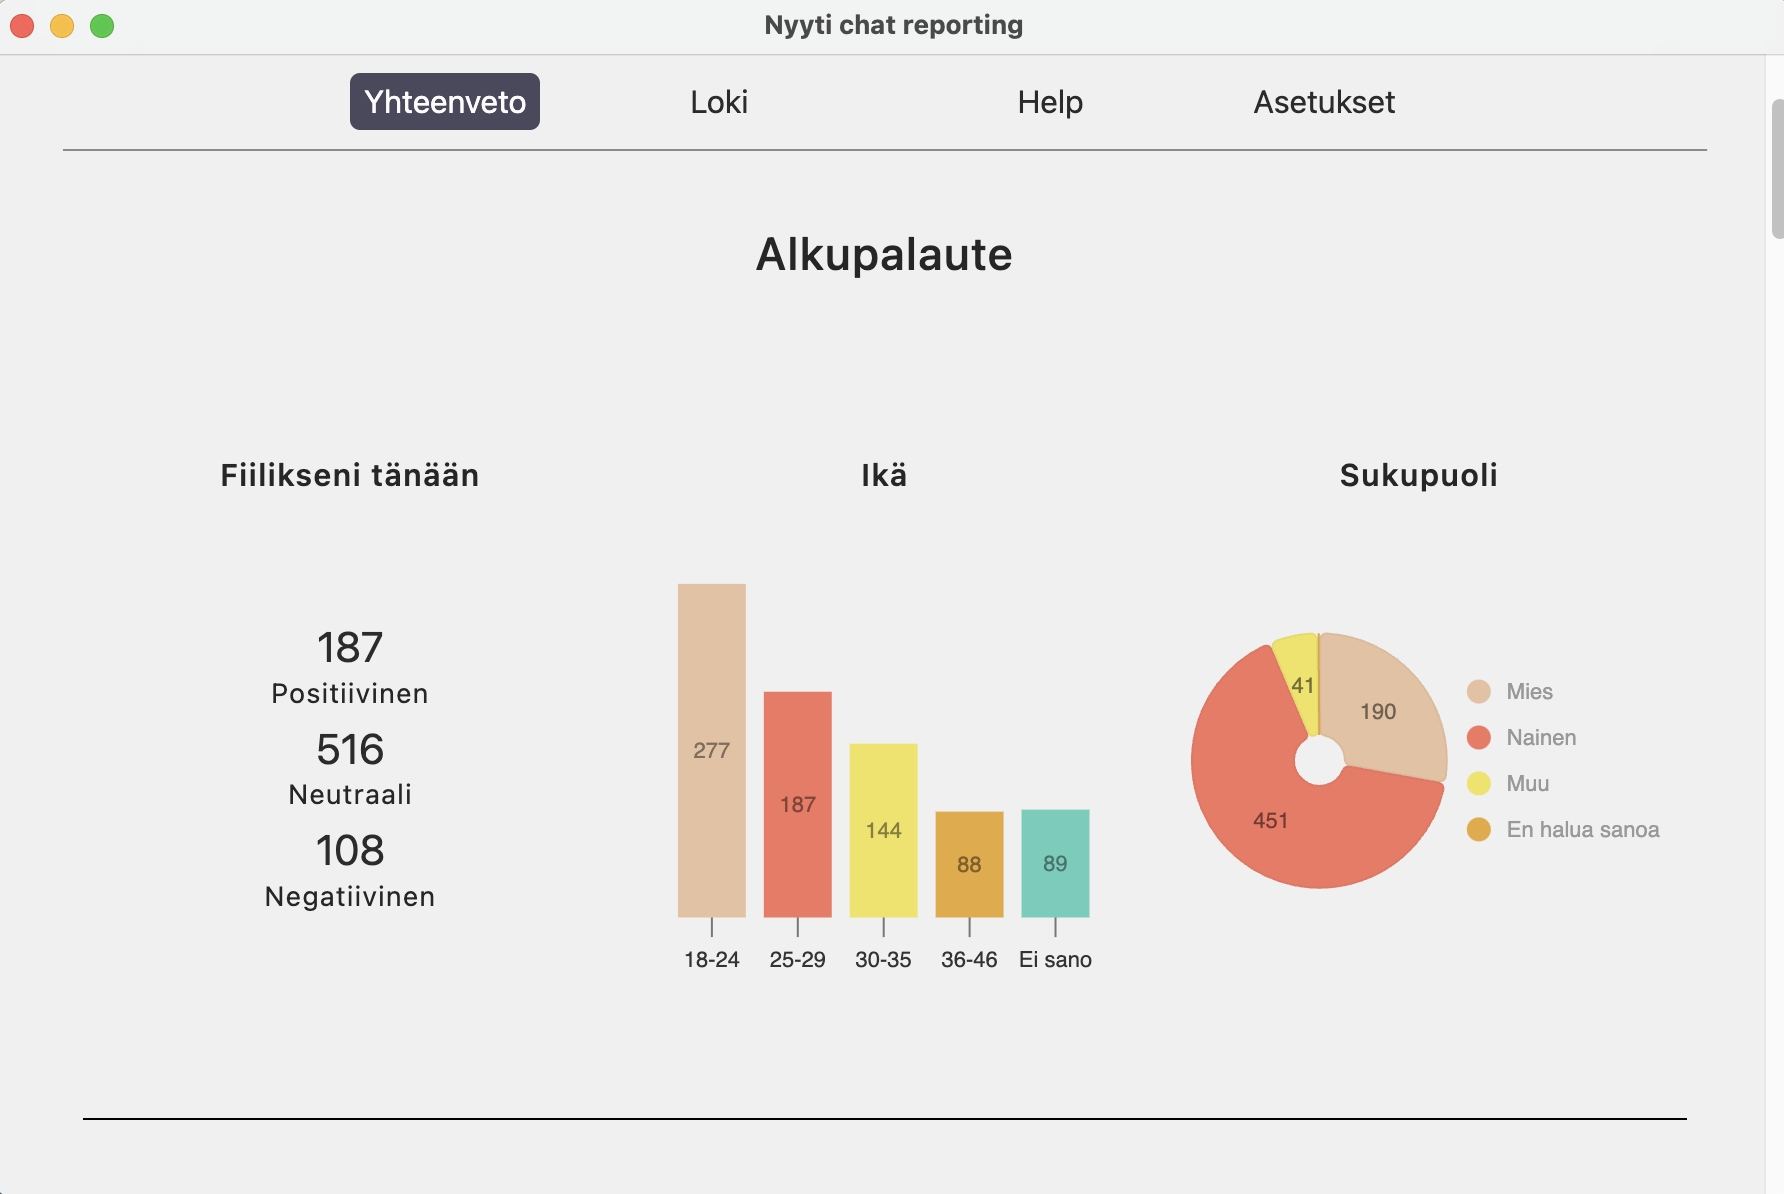 Nyyti chat reporting
Yhteenveto Loki Help Asetukset
Alkupalaute
Fiilikseni tänään
187
Positiivinen
516
Neutraali
108
Negatiivinen
Ikä
277
187
144
88
89
18-24 25-29 30-35 36-46 Ei sano
Sukupuoli
41
190
451
Mies
Nainen
Muu
En halua sanoa